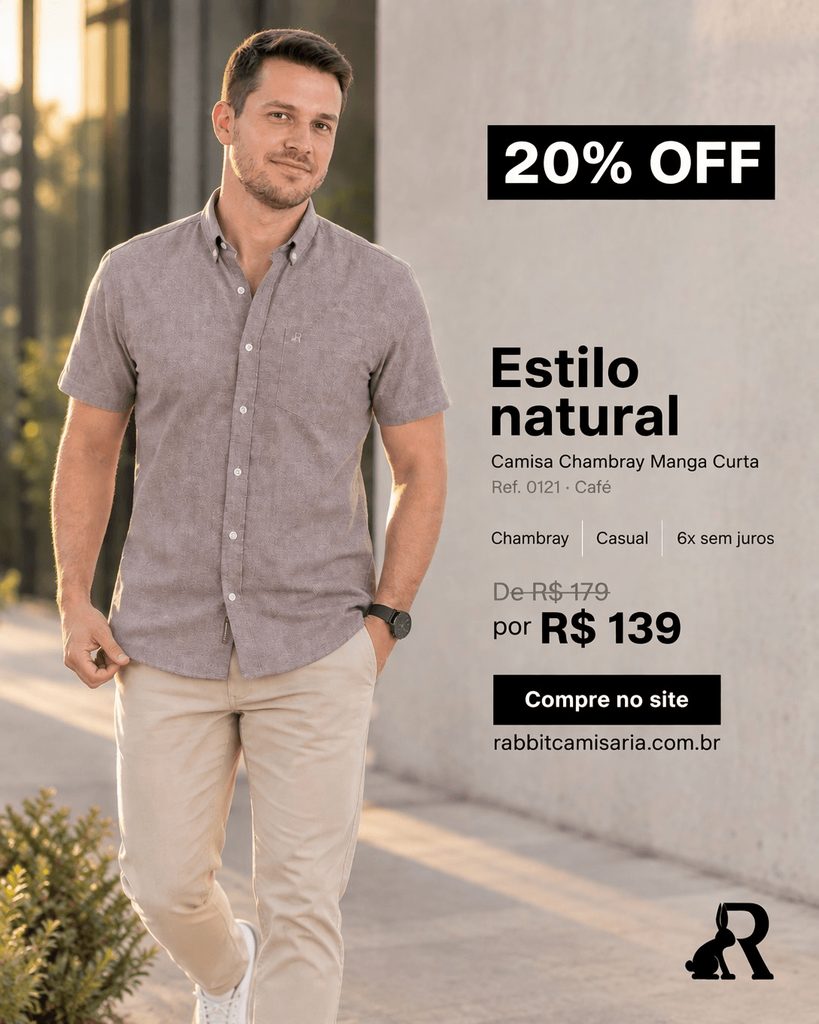 20% OFF
Estilo
natural
Camisa Chambray Manga Curta
Ref. 0121 · Café
Chambray
Casual
6x sem juros
De R$ 179
por R$ 139
Compre no site
rabbitcamisaria.com.br
R